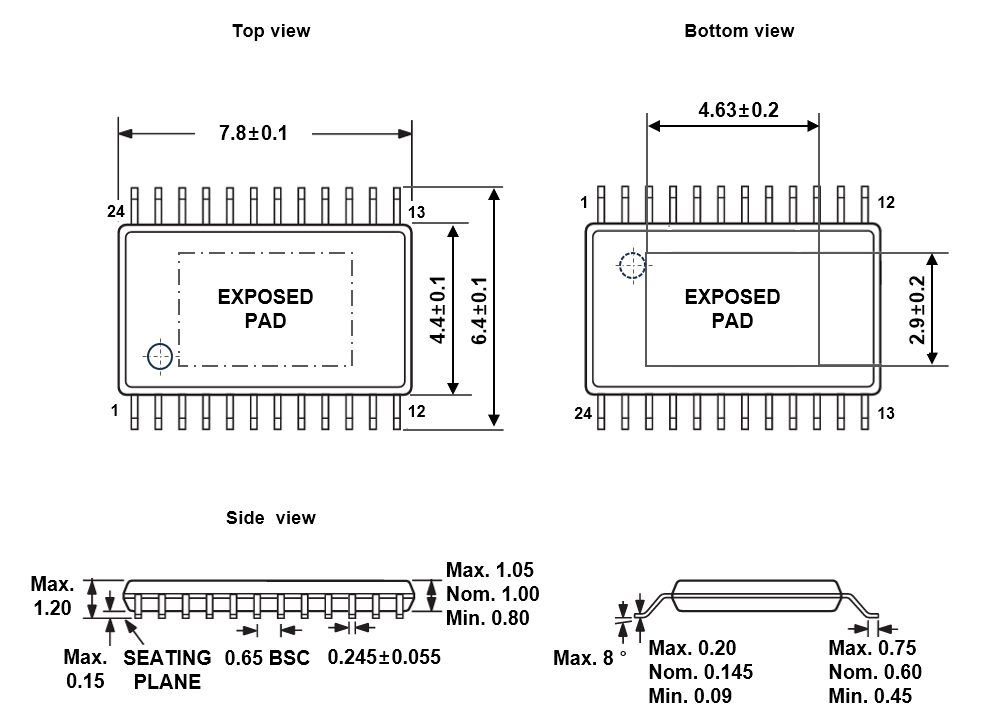 Top view
Bottom view
7.8±0.1
4.63±0.2
24
13
1
12
EXPOSED
PAD
4.4±0.1
6.4±0.1
EXPOSED
PAD
2.9±0.2
1
12
24
13
Side view
Max.
1.20
Max. 1.05
Nom. 1.00
Min. 0.80
Max.
0.15
SEATING
PLANE
0.65 BSC
0.245±0.055
Max. 8 °
Max. 0.20
Nom. 0.145
Min. 0.09
Max. 0.75
Nom. 0.60
Min. 0.45